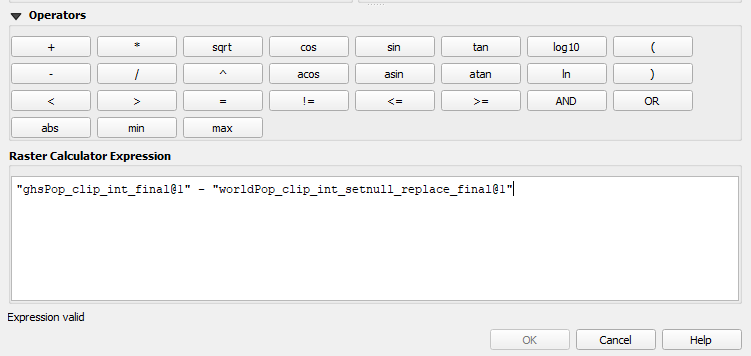 Operators
+ * sqrt cos sin tan log10 (
- / ^ acos asin atan ln )
< > = != <= >= AND OR
abs min max
Raster Calculator Expression
"ghsPop_clip_int_final@1" - "worldPop_clip_int_setnull_replace_final@1"
Expression valid
OK Cancel Help